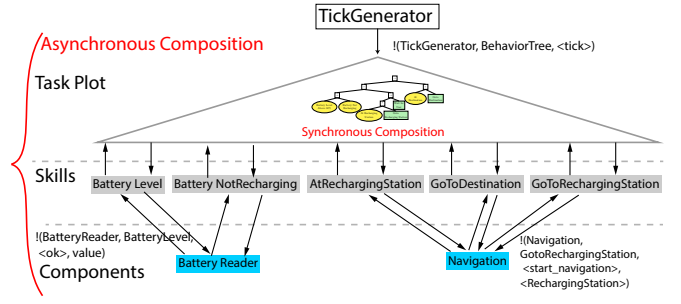 TickGenerator
Asynchronous Composition
!(TickGenerator, BehaviorTree, <tick>)
Task Plot
Synchronous Composition
Skills
Battery Level
Battery NotRecharging
AtRechargingStation
GoToDestination
GoToRechargingStation
!(BatteryReader, BatteryLevel,
<ok>, value)
Components
Battery Reader
Navigation
!(Navigation,
GotoRechargingStation,
<start_navigation>,
<RechargingStation>)